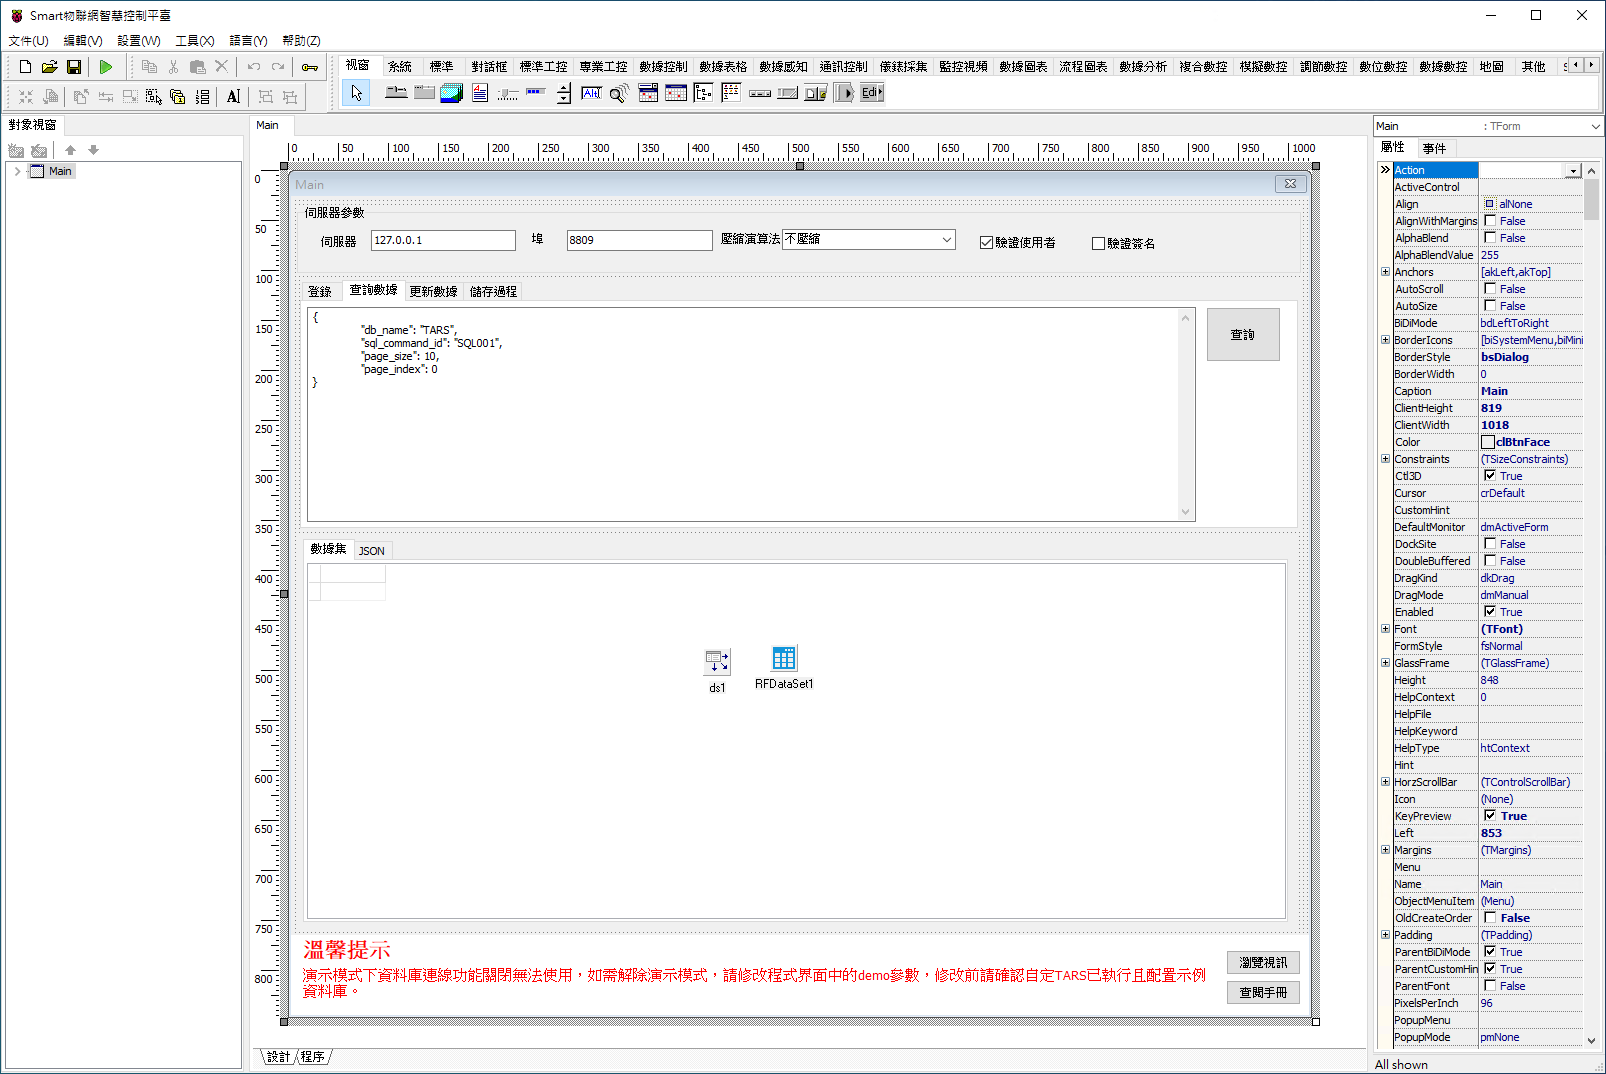 Smart物聯網智慧控制平臺
文件(U) 編輯(V) 設置(W) 工具(X) 語言(Y) 帮助(Z)
視窗 系統 標準 對話框 標準工控 專業工控 數據控制 數據表格 數據感知 通訊控制 儀錶採集 監控視頻 數據圖表 流程圖表 數據分析 複合數控 模擬數控 調節數控 數位數控 數據數控 地圖 其他
對象視窗
Main
Main
0 50 100 150 200 250 300 350 400 450 500 550 600 650 700 750 800 850 900 950 1000
0
50
100
150
200
250
300
350
400
450
500
550
600
650
700
750
800
Main
伺服器參數
伺服器 127.0.0.1 埠 8809 壓縮演算法 不壓縮 驗證使用者 驗證簽名
登錄 查詢數據 更新數據 儲存過程
{
"db_name": "TARS",
"sql_command_id": "SQL001",
"page_size": 10,
"page_index": 0
}
查詢
數據集 JSON
ds1 RFDataSet1
溫馨提示
演示模式下資料庫連線功能關閉無法使用，如需解除演示模式，請修改程式界面中的demo參數，修改前請確認自定TARS已執行且配置示例
資料庫。
瀏覽視訊
查閱手冊
設計 程序
Main : TForm
屬性 事件
Action
ActiveControl
Align alNone
AlignWithMargins False
AlphaBlend False
AlphaBlendValue 255
Anchors [akLeft,akTop]
AutoScroll False
AutoSize False
BiDiMode bdLeftToRight
BorderIcons [biSystemMenu,biMini
BorderStyle bsDialog
BorderWidth 0
Caption Main
ClientHeight 819
ClientWidth 1018
Color clBtnFace
Constraints (TSizeConstraints)
Ctl3D True
Cursor crDefault
CustomHint
DefaultMonitor dmActiveForm
DockSite False
DoubleBuffered False
DragKind dkDrag
DragMode dmManual
Enabled True
Font (TFont)
FormStyle fsNormal
GlassFrame (TGlassFrame)
Height 848
HelpContext 0
HelpFile
HelpKeyword
HelpType htContext
Hint
HorzScrollBar (TControlScrollBar)
Icon (None)
KeyPreview True
Left 853
Margins (TMargins)
Menu
Name Main
ObjectMenuItem (Menu)
OldCreateOrder False
Padding (TPadding)
ParentBiDiMode True
ParentCustomHin True
ParentFont False
PixelsPerInch 96
PopupMenu
PopupMode pmNone
All shown